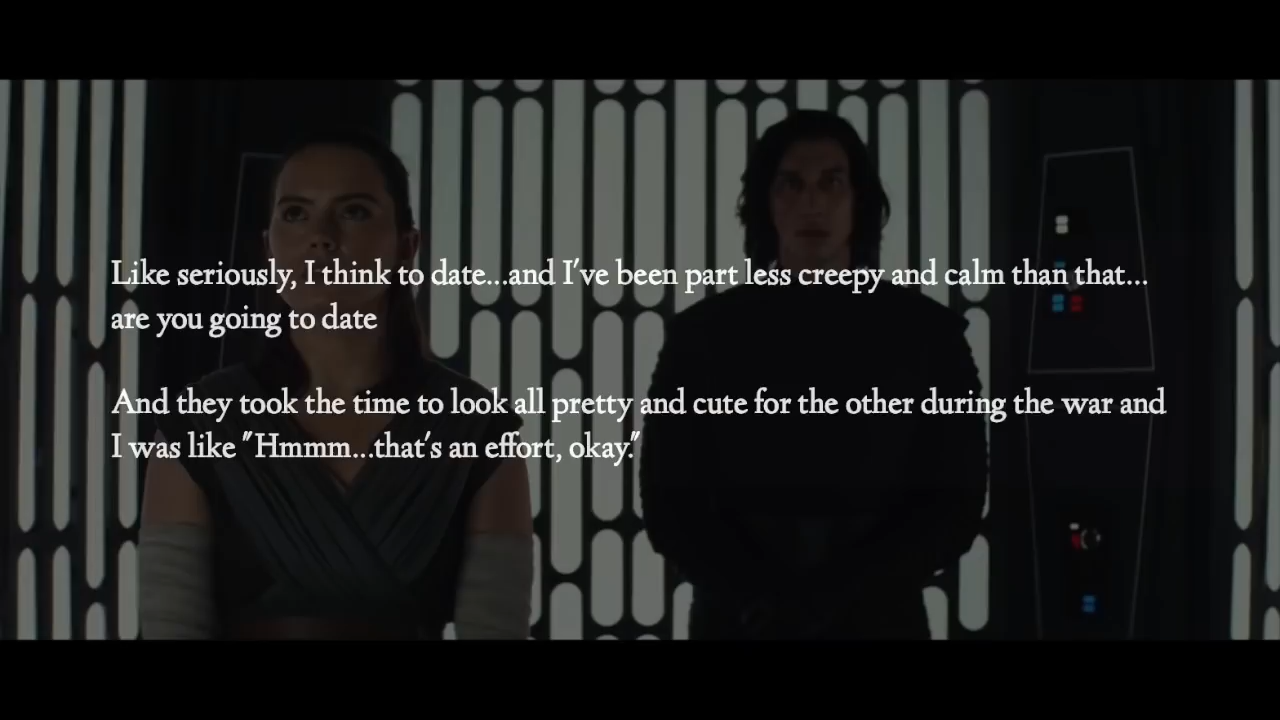 Like seriously, I think to date...and I've been part less creepy and calm than that...
are you going to date
And they took the time to look all pretty and cute for the other during the war and
I was like "Hmmm...that's an effort, okay."